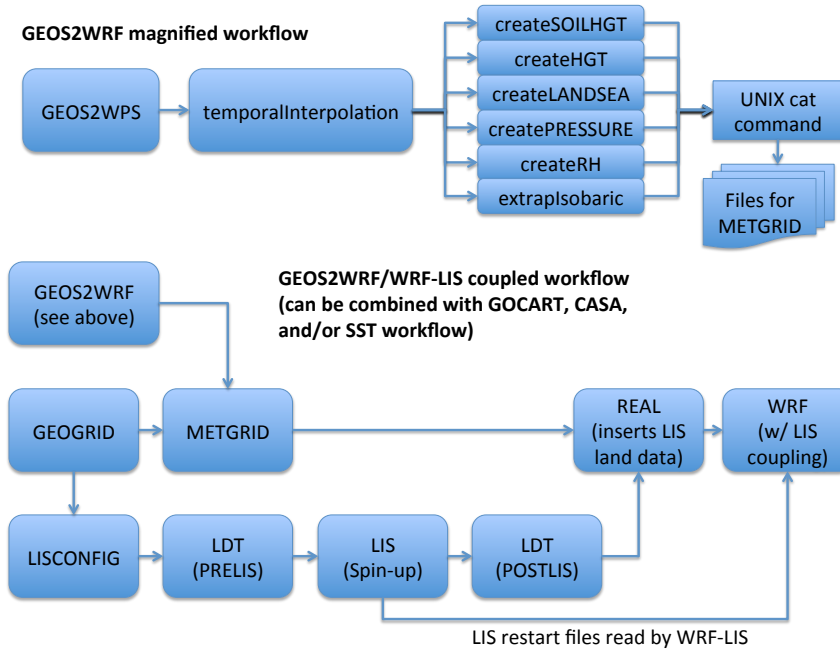 GEOS2WRF magnified workflow
GEOS2WPS
temporalInterpolation
createSOILHGT
createHGT
createLANDSEA
createPRESSURE
createRH
extrapIsobaric
UNIX cat
command
Files for
METGRID
GEOS2WRF
(see above)
GEOS2WRF/WRF-LIS coupled workflow
(can be combined with GOCART, CASA,
and/or SST workflow)
GEOGRID
METGRID
REAL
(inserts LIS
land data)
WRF
(w/ LIS
coupling)
LISCONFIG
LDT
(PRELIS)
LIS
(Spin-up)
LDT
(POSTLIS)
LIS restart files read by WRF-LIS